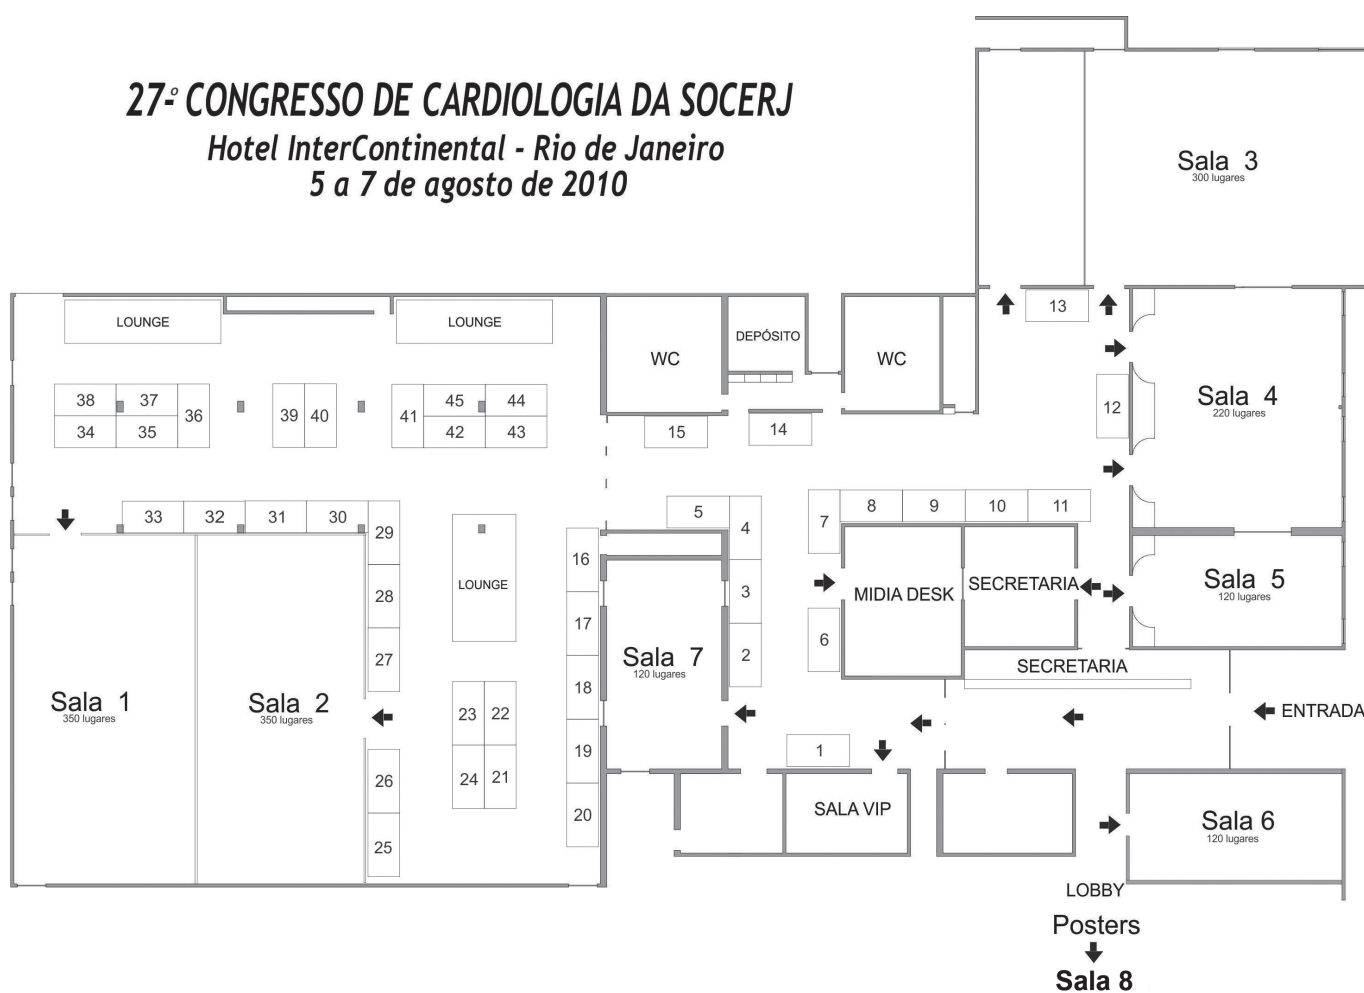 27.º CONGRESSO DE CARDIOLOGIA DA SOCERJ
Hotel InterContinental - Rio de Janeiro
5 a 7 de agosto de 2010
Sala 3
300 lugares
LOUNGE
LOUNGE
WC
DEPÓSITO
WC
13
38 37 36 39 40 41 45 44
34 35 42 43
15
14
12
Sala 4
220 lugares
33 32 31 30 29
5 4
7 8 9 10 11
16
28
LOUNGE
3
MIDIA DESK
SECRETARIA
Sala 5
120 lugares
17
27
2
6
Sala 7
120 lugares
SECRETARIA
Sala 1
350 lugares
Sala 2
350 lugares
18
23 22
ENTRADA
19
1
26
24 21
20
SALA VIP
Sala 6
120 lugares
25
LOBBY
Posters
Sala 8